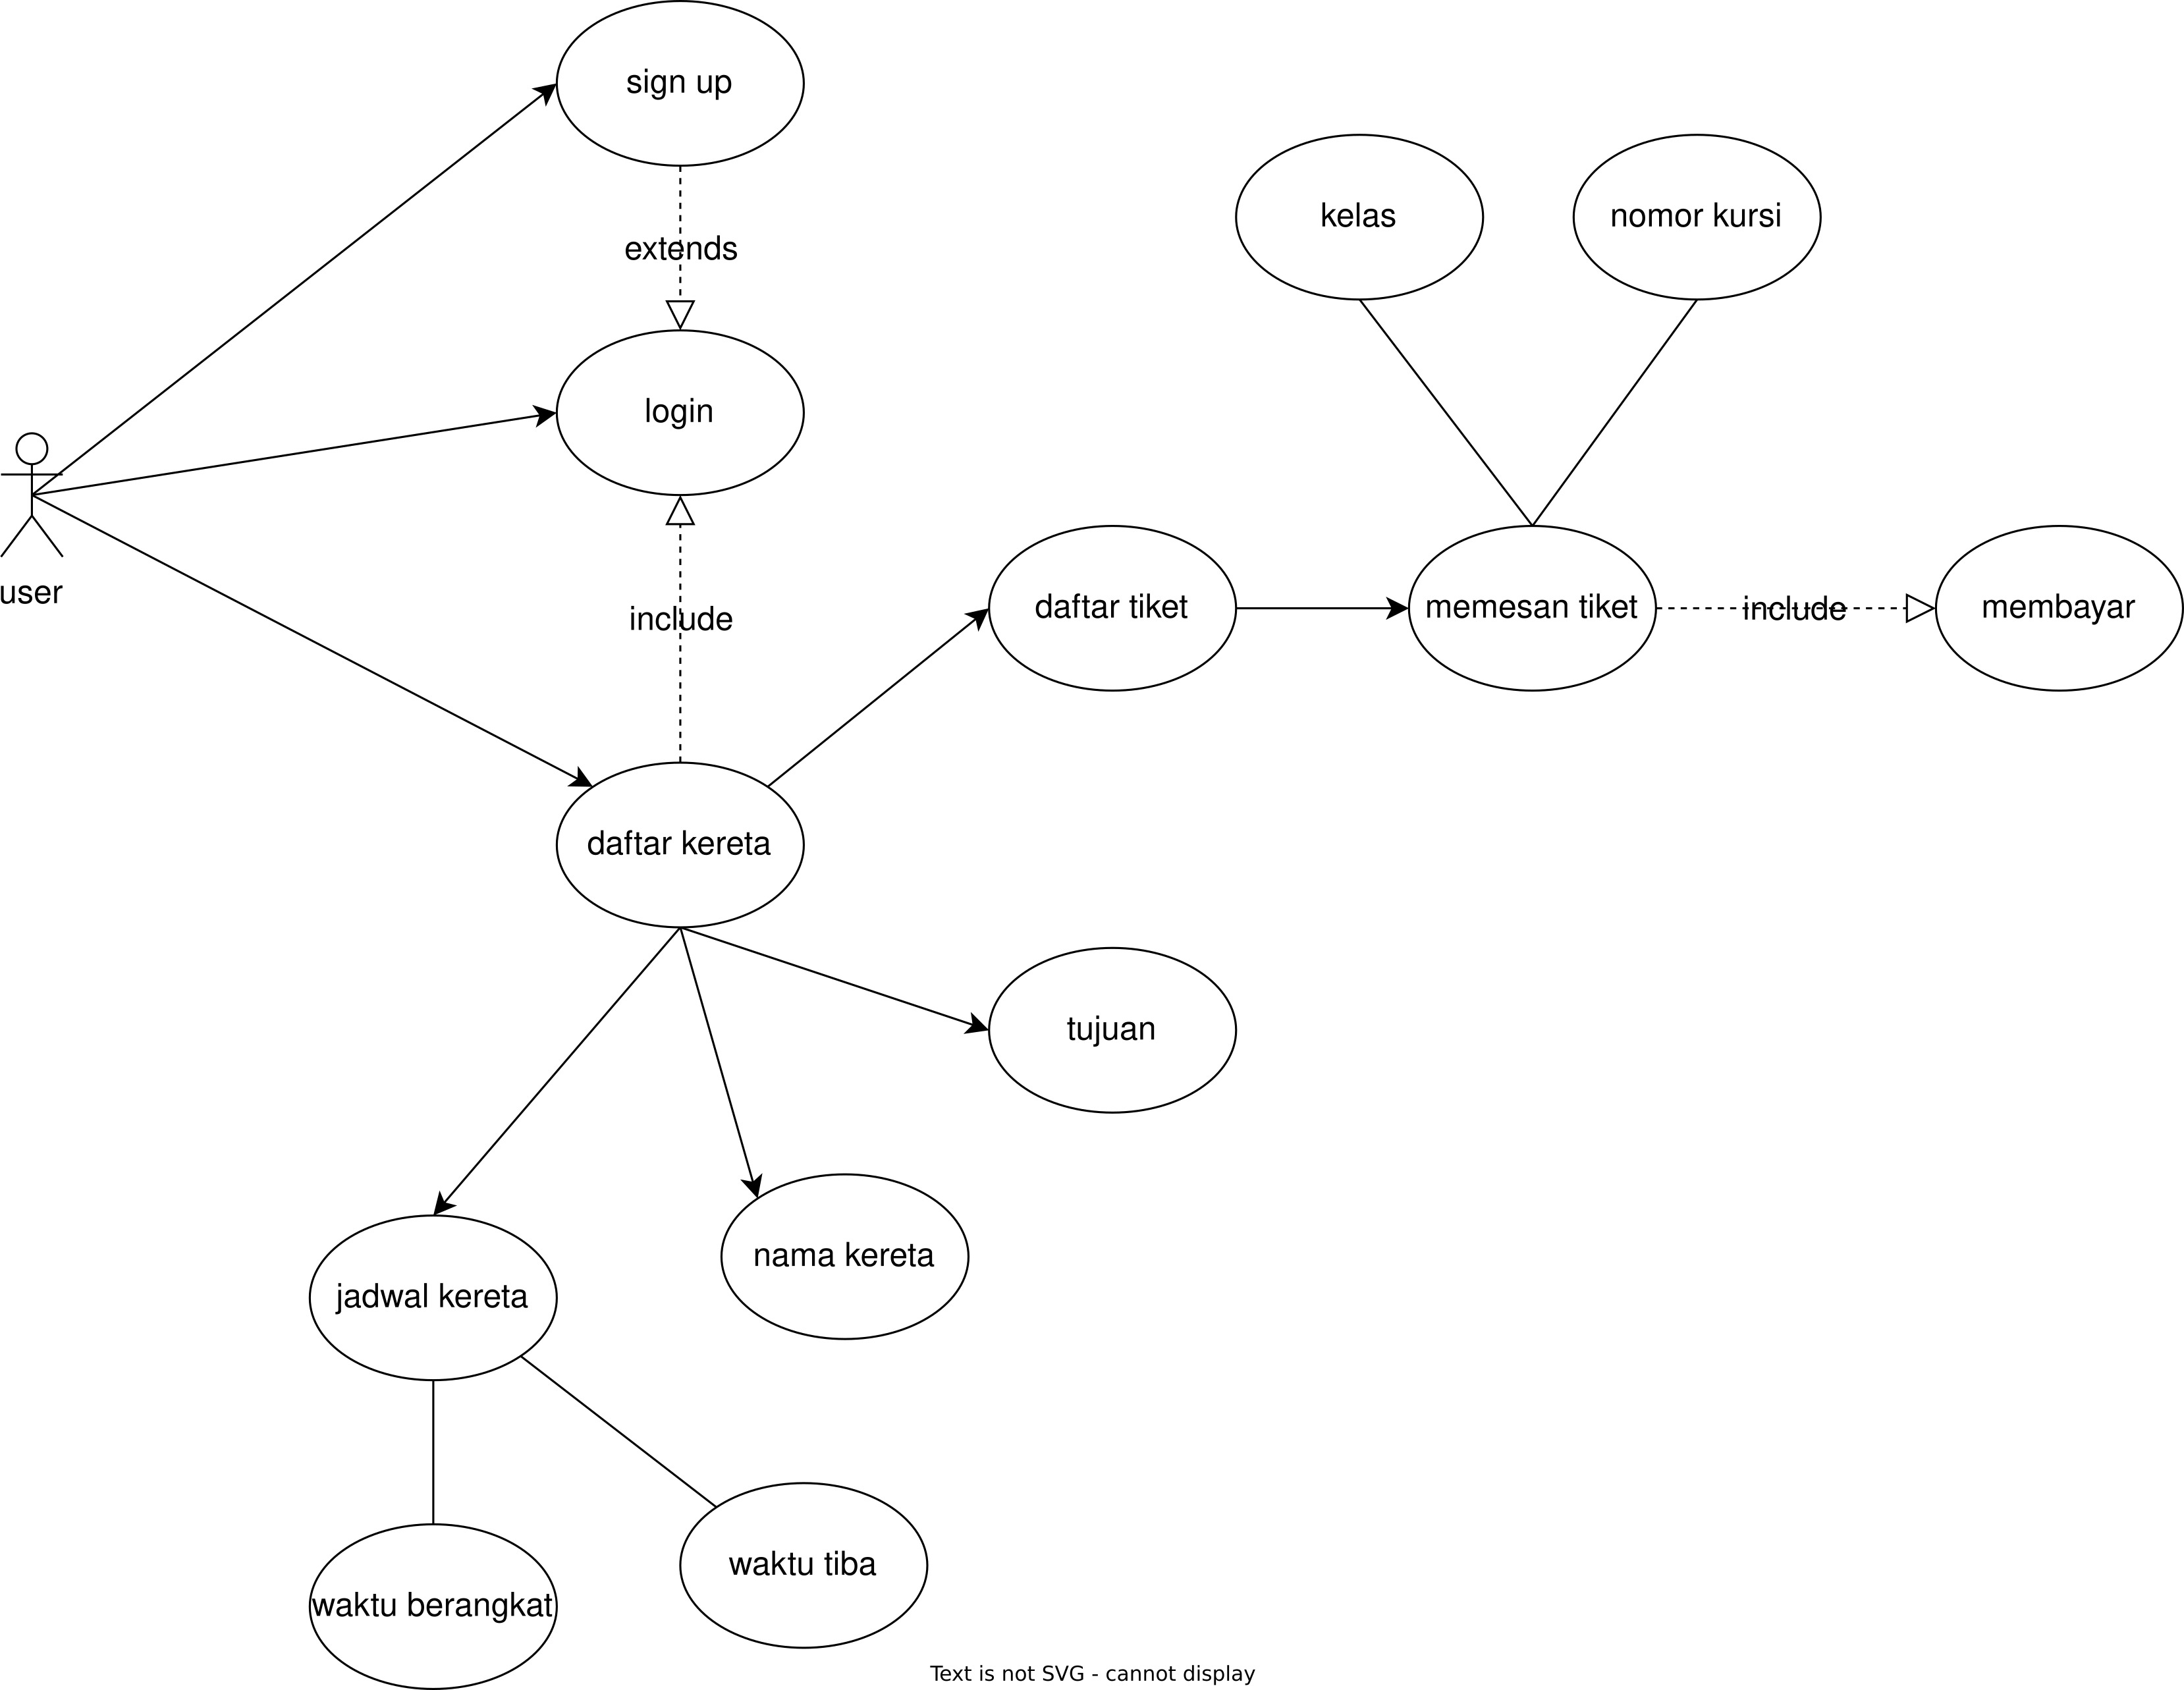 sign up
extends
kelas
nomor kursi
login
user
include
daftar tiket
memesan tiket
include
membayar
daftar kereta
tujuan
nama kereta
jadwal kereta
waktu tiba
waktu berangkat
Text is not SVG - cannot display